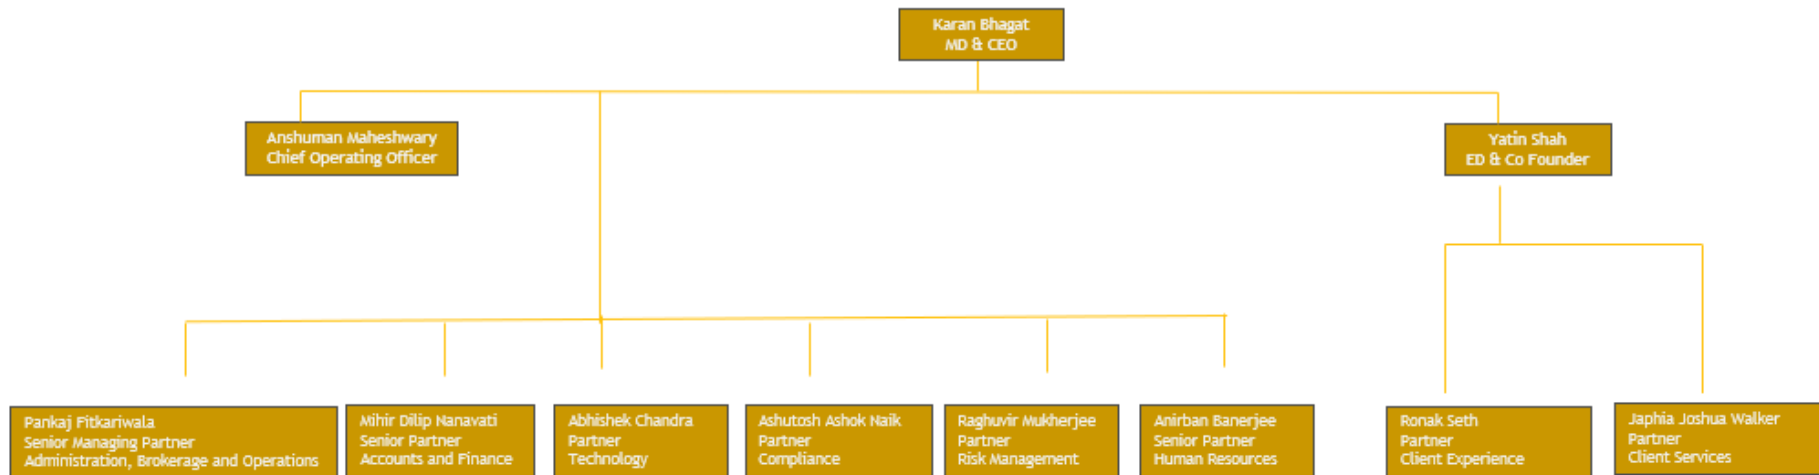 Karan Bhagat
MD & CEO
Anshuman Maheshwary
Chief Operating Officer
Yatin Shah
ED & Co Founder
Pankaj Fitkariwala
Senior Managing Partner
Administration, Brokerage and Operations
Mihir Dilip Nanavati
Senior Partner
Accounts and Finance
Abhishek Chandra
Partner
Technology
Ashutosh Ashok Naik
Partner
Compliance
Raghuvir Mukherjee
Partner
Risk Management
Anirban Banerjee
Senior Partner
Human Resources
Ronak Seth
Partner
Client Experience
Japhia Joshua Walker
Partner
Client Services